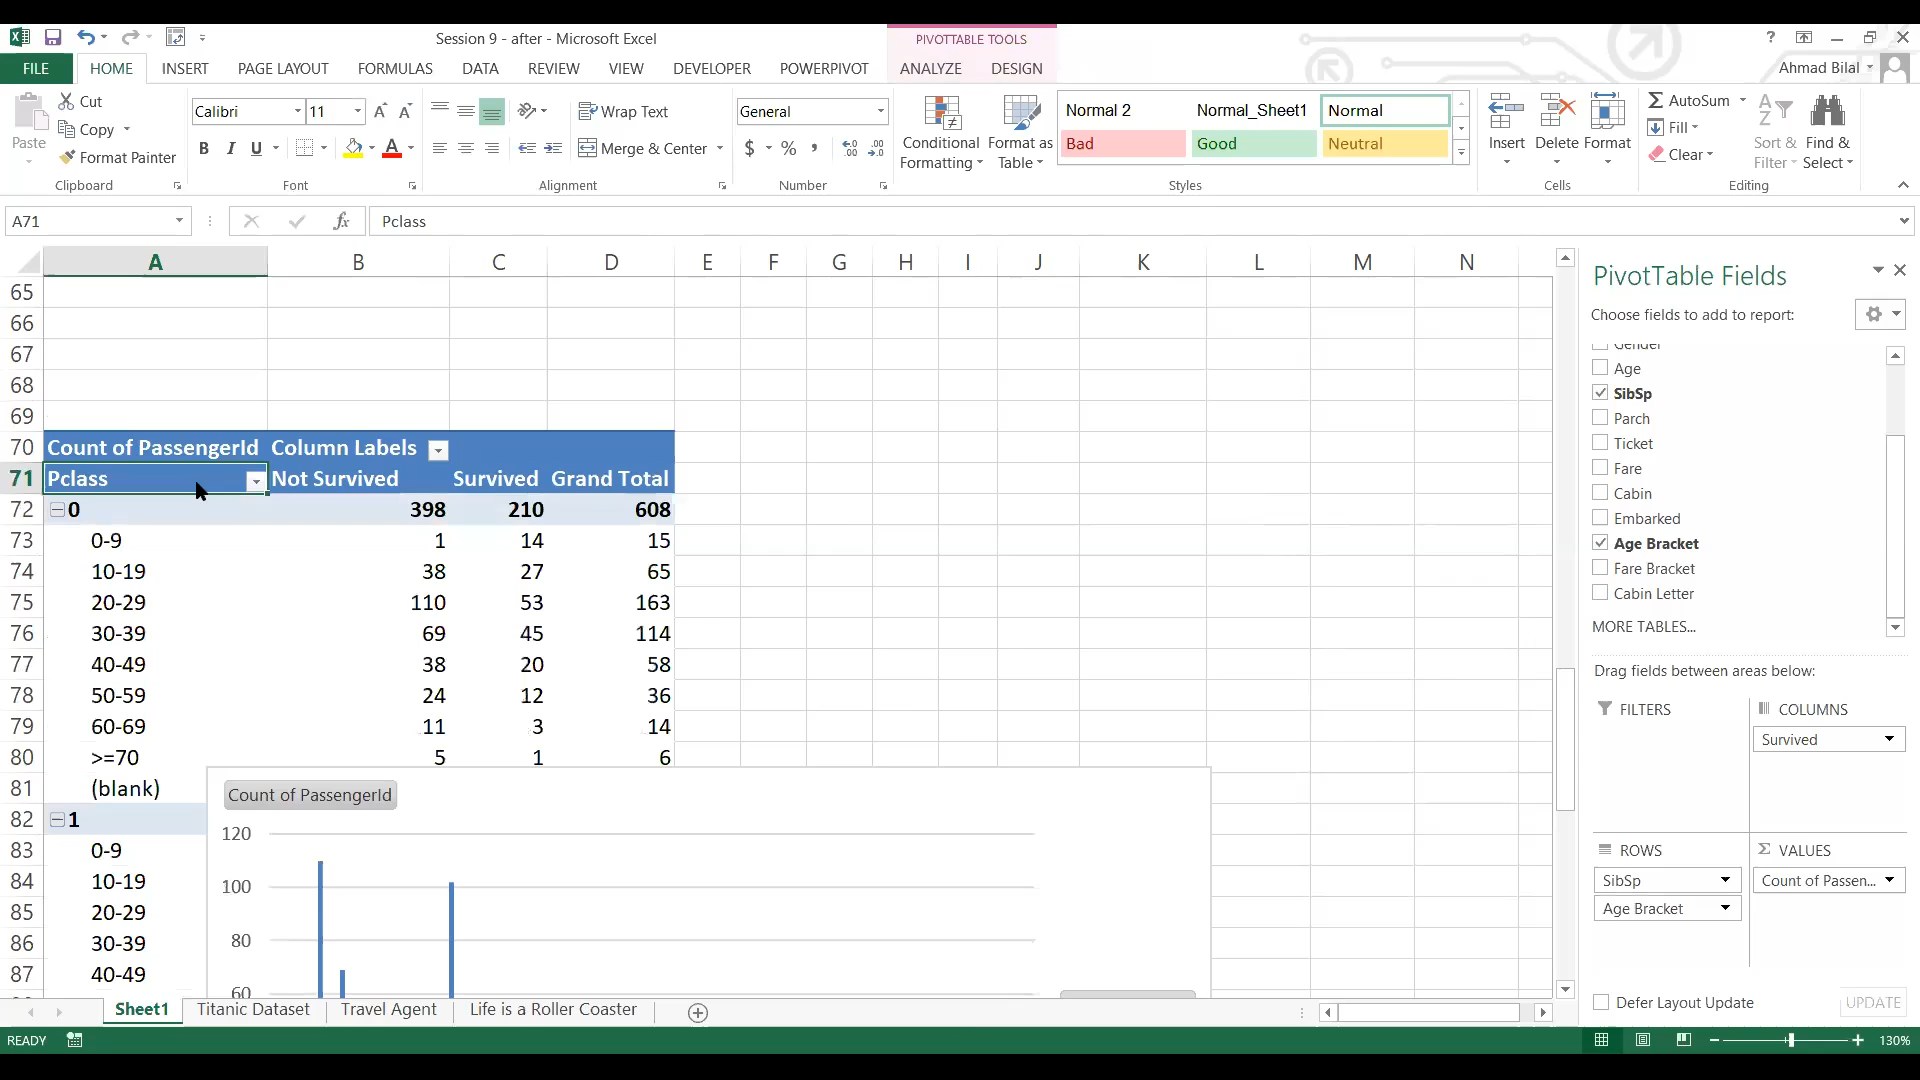 Session 9 - after - Microsoft Excel
PIVOTTABLE TOOLS
?
FILE HOME INSERT PAGE LAYOUT FORMULAS DATA REVIEW VIEW DEVELOPER POWERPIVOT ANALYZE DESIGN Ahmad Bilal
Paste
Cut
Copy
Format Painter
Clipboard
Calibri 11
B I U
Font
Wrap Text
Merge & Center
Alignment
General
$ % ,
Number
Conditional Formatting
Format as Table
Normal 2 Normal_Sheet1 Normal
Bad Good Neutral
Styles
Insert Delete Format
Cells
AutoSum
Fill
Clear
Sort & Filter
Find & Select
Editing
A71 fx Pclass
A B C D E F G H I J K L M N
65
66
67
68
69
70 Count of PassengerId Column Labels
71 Pclass Not Survived Survived Grand Total
72 0 398 210 608
73 0-9 1 14 15
74 10-19 38 27 65
75 20-29 110 53 163
76 30-39 69 45 114
77 40-49 38 20 58
78 50-59 24 12 36
79 60-69 11 3 14
80 >=70 5 1 6
81 (blank)
82 1
83 0-9
84 10-19
85 20-29
86 30-39
87 40-49
Count of PassengerId
120
100
80
60
PivotTable Fields
Choose fields to add to report:
Gender
Age
SibSp
Parch
Ticket
Fare
Cabin
Embarked
Age Bracket
Fare Bracket
Cabin Letter
MORE TABLES...
Drag fields between areas below:
FILTERS
COLUMNS
Survived
ROWS
SibSp
Age Bracket
VALUES
Count of Passen...
Defer Layout Update UPDATE
Sheet1 Titanic Dataset Travel Agent Life is a Roller Coaster
READY 130%